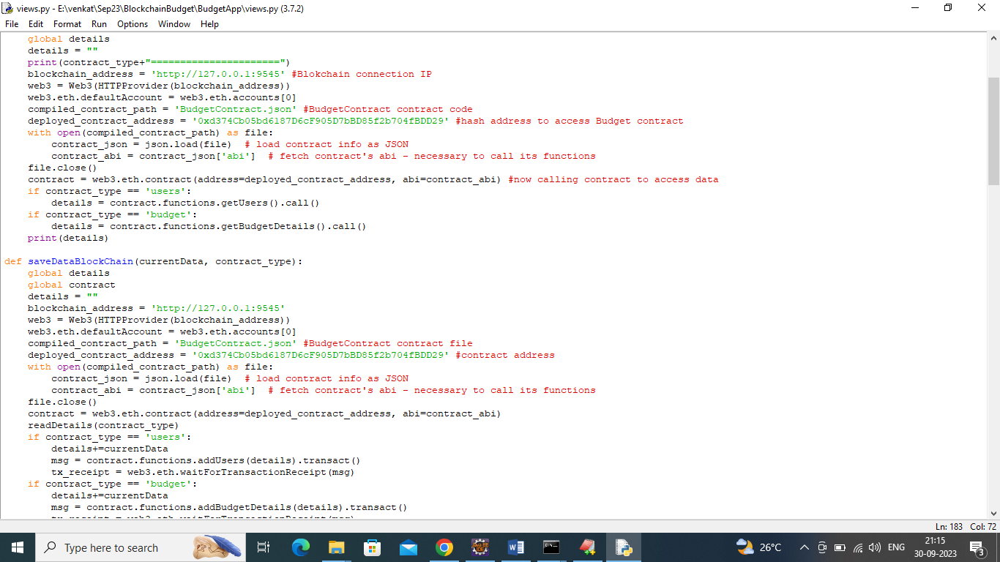 views.py - E:\venkat\Sep23\BlockchainBudget\BudgetApp\views.py (3.7.2)
File Edit Format Run Options Window Help
    global details
    details = ""
    print(contract_type+"======================")
    blockchain_address = 'http://127.0.0.1:9545' #Blokchain connection IP
    web3 = Web3(HTTPProvider(blockchain_address))
    web3.eth.defaultAccount = web3.eth.accounts[0]
    compiled_contract_path = 'BudgetContract.json' #BudgetContract contract code
    deployed_contract_address = '0xd374Cb05bd6187D6cF905D7bBD85f2b704fBDD29' #hash address to access Budget contract
    with open(compiled_contract_path) as file:
        contract_json = json.load(file)  # load contract info as JSON
        contract_abi = contract_json['abi']  # fetch contract's abi - necessary to call its functions
    file.close()
    contract = web3.eth.contract(address=deployed_contract_address, abi=contract_abi) #now calling contract to access data
    if contract_type == 'users':
        details = contract.functions.getUsers().call()
    if contract_type == 'budget':
        details = contract.functions.getBudgetDetails().call()
    print(details)
def saveDataBlockChain(currentData, contract_type):
    global details
    global contract
    details = ""
    blockchain_address = 'http://127.0.0.1:9545'
    web3 = Web3(HTTPProvider(blockchain_address))
    web3.eth.defaultAccount = web3.eth.accounts[0]
    compiled_contract_path = 'BudgetContract.json' #BudgetContract contract file
    deployed_contract_address = '0xd374Cb05bd6187D6cF905D7bBD85f2b704fBDD29' #contract address
    with open(compiled_contract_path) as file:
        contract_json = json.load(file)  # load contract info as JSON
        contract_abi = contract_json['abi']  # fetch contract's abi - necessary to call its functions
    file.close()
    contract = web3.eth.contract(address=deployed_contract_address, abi=contract_abi)
    readDetails(contract_type)
    if contract_type == 'users':
        details+=currentData
        msg = contract.functions.addUsers(details).transact()
        tx_receipt = web3.eth.waitForTransactionReceipt(msg)
    if contract_type == 'budget':
        details+=currentData
        msg = contract.functions.addBudgetDetails(details).transact()
Ln: 183 Col: 72
Type here to search
26°C
ENG
21:15
30-09-2023
3